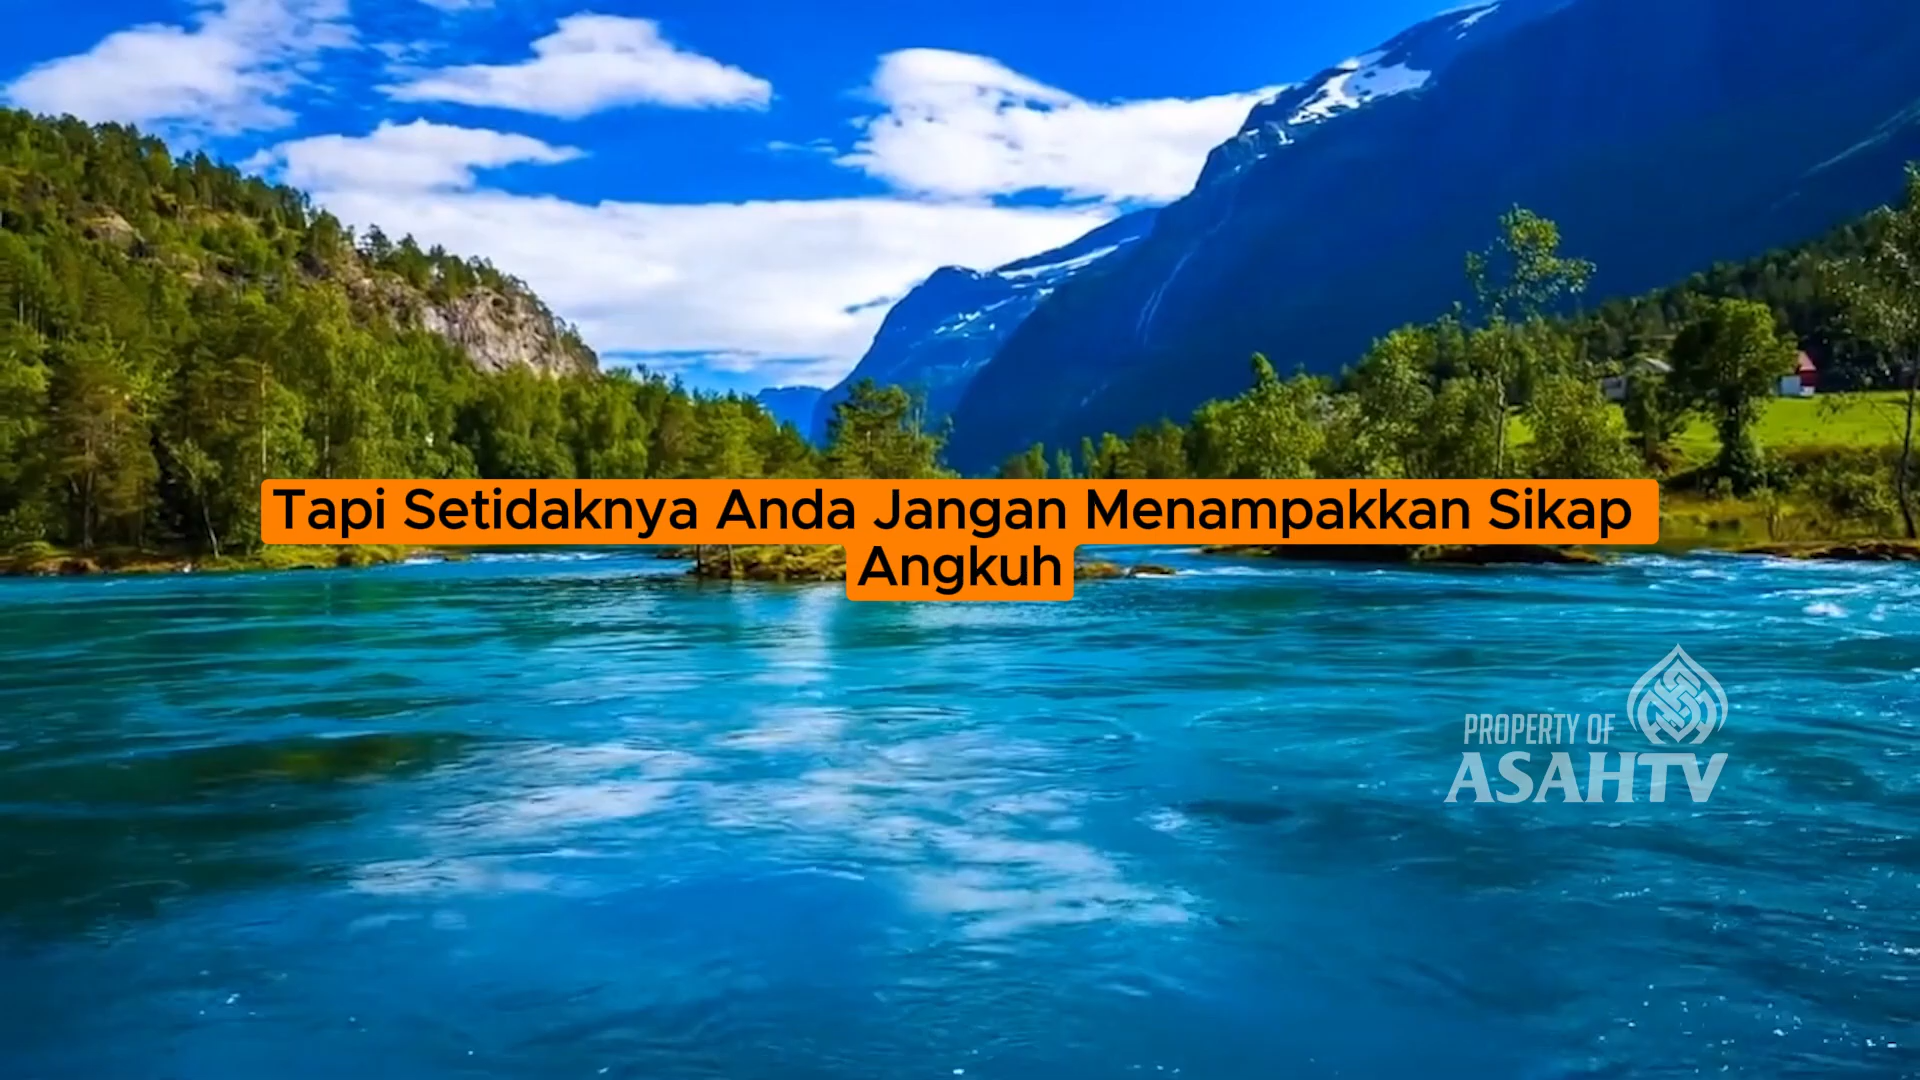 Tapi Setidaknya Anda Jangan Menampakkan Sikap
Angkuh
PROPERTY OF
ASAHTV